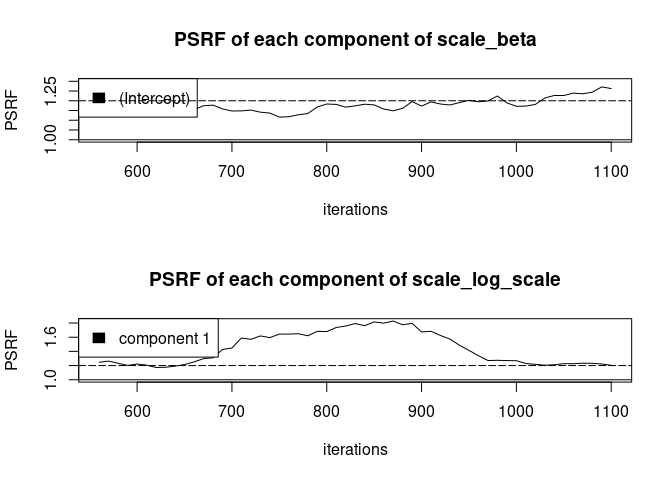 PSRF of each component of scale_beta
PSRF
1.00 1.25
(Intercept)
600 700 800 900 1000 1100
iterations
PSRF of each component of scale_log_scale
PSRF
1.0 1.6
component 1
600 700 800 900 1000 1100
iterations